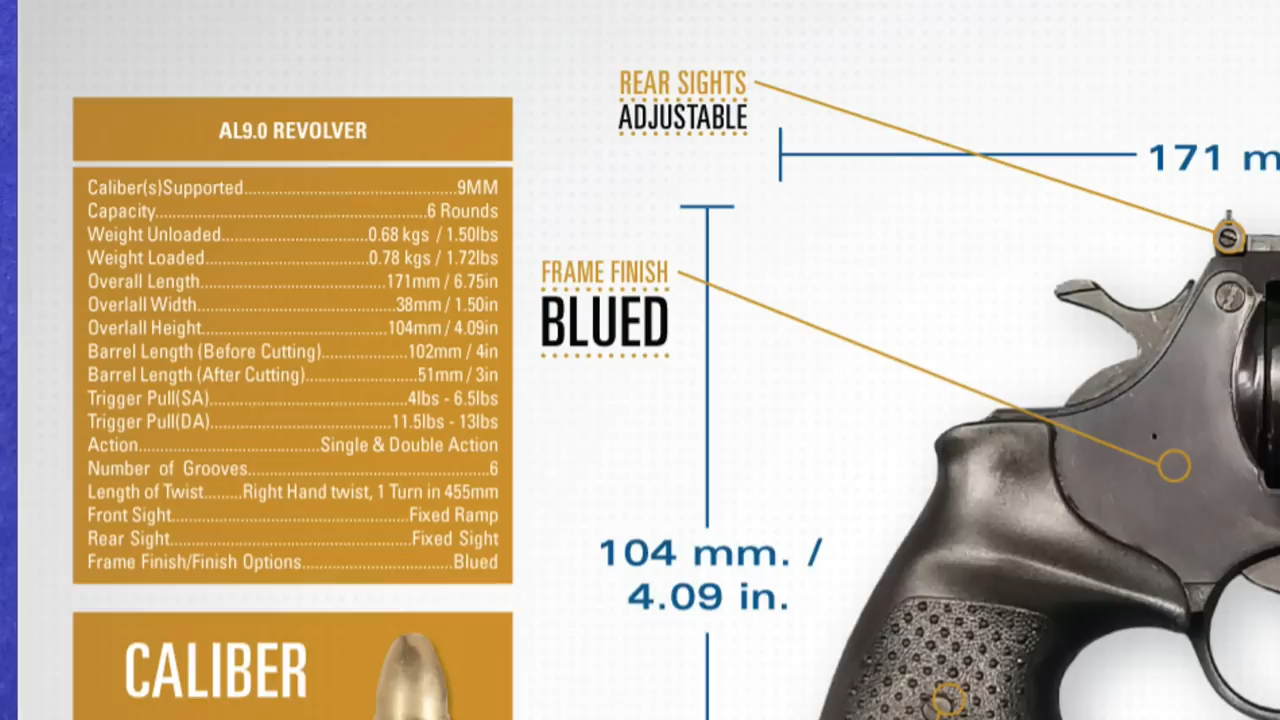 AL9.0 REVOLVER
Caliber(s)Supported..........................................9MM
Capacity.....................................................6 Rounds
Weight Unloaded.............................0.68 kgs / 1.50lbs
Weight Loaded................................0.78 kgs / 1.72lbs
Overall Length....................................171mm / 6.75in
Overlall Width.......................................38mm / 1.50in
Overlall Height....................................104mm / 4.09in
Barrel Length (Before Cutting)..................102mm / 4in
Barrel Length (After Cutting)......................51mm / 3in
Trigger Pull(SA).......................................4lbs - 6.5lbs
Trigger Pull(DA)...................................11.5lbs - 13lbs
Action...................................Single & Double Action
Number of Grooves..............................................6
Length of Twist.........Right Hand twist, 1 Turn in 455mm
Front Sight..............................................Fixed Ramp
Rear Sight...............................................Fixed Sight
Frame Finish/Finish Options.............................Blued
CALIBER
REAR SIGHTS
ADJUSTABLE
171 m
FRAME FINISH
BLUED
104 mm. /
4.09 in.